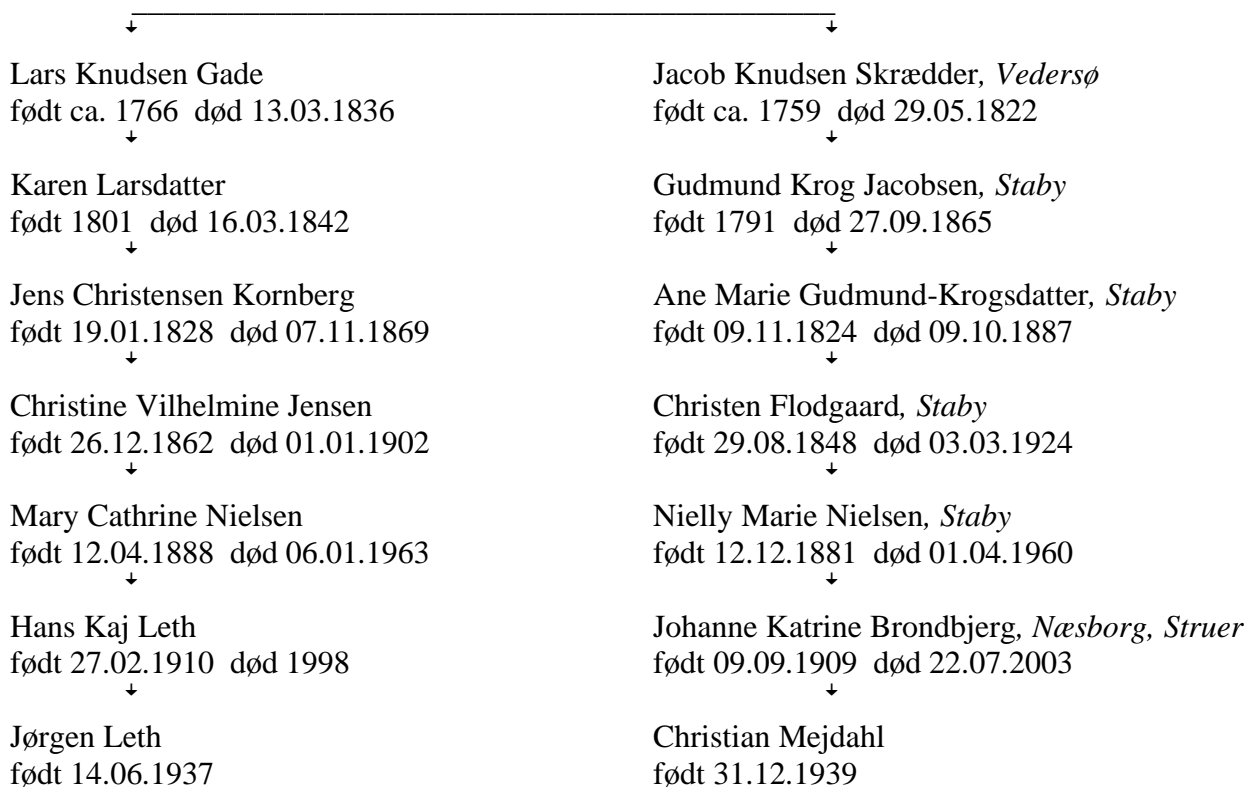 Lars Knudsen Gade
født ca. 1766 død 13.03.1836
Karen Larsdatter
født 1801 død 16.03.1842
Jens Christensen Kornberg
født 19.01.1828 død 07.11.1869
Christine Vilhelmine Jensen
født 26.12.1862 død 01.01.1902
Mary Cathrine Nielsen
født 12.04.1888 død 06.01.1963
Hans Kaj Leth
født 27.02.1910 død 1998
Jørgen Leth
født 14.06.1937
Jacob Knudsen Skrædder, Vedersø
født ca. 1759 død 29.05.1822
Gudmund Krog Jacobsen, Staby
født 1791 død 27.09.1865
Ane Marie Gudmund-Krogsdatter, Staby
født 09.11.1824 død 09.10.1887
Christen Flodgaard, Staby
født 29.08.1848 død 03.03.1924
Nielly Marie Nielsen, Staby
født 12.12.1881 død 01.04.1960
Johanne Katrine Brondbjerg, Næsborg, Struer
født 09.09.1909 død 22.07.2003
Christian Mejdahl
født 31.12.1939